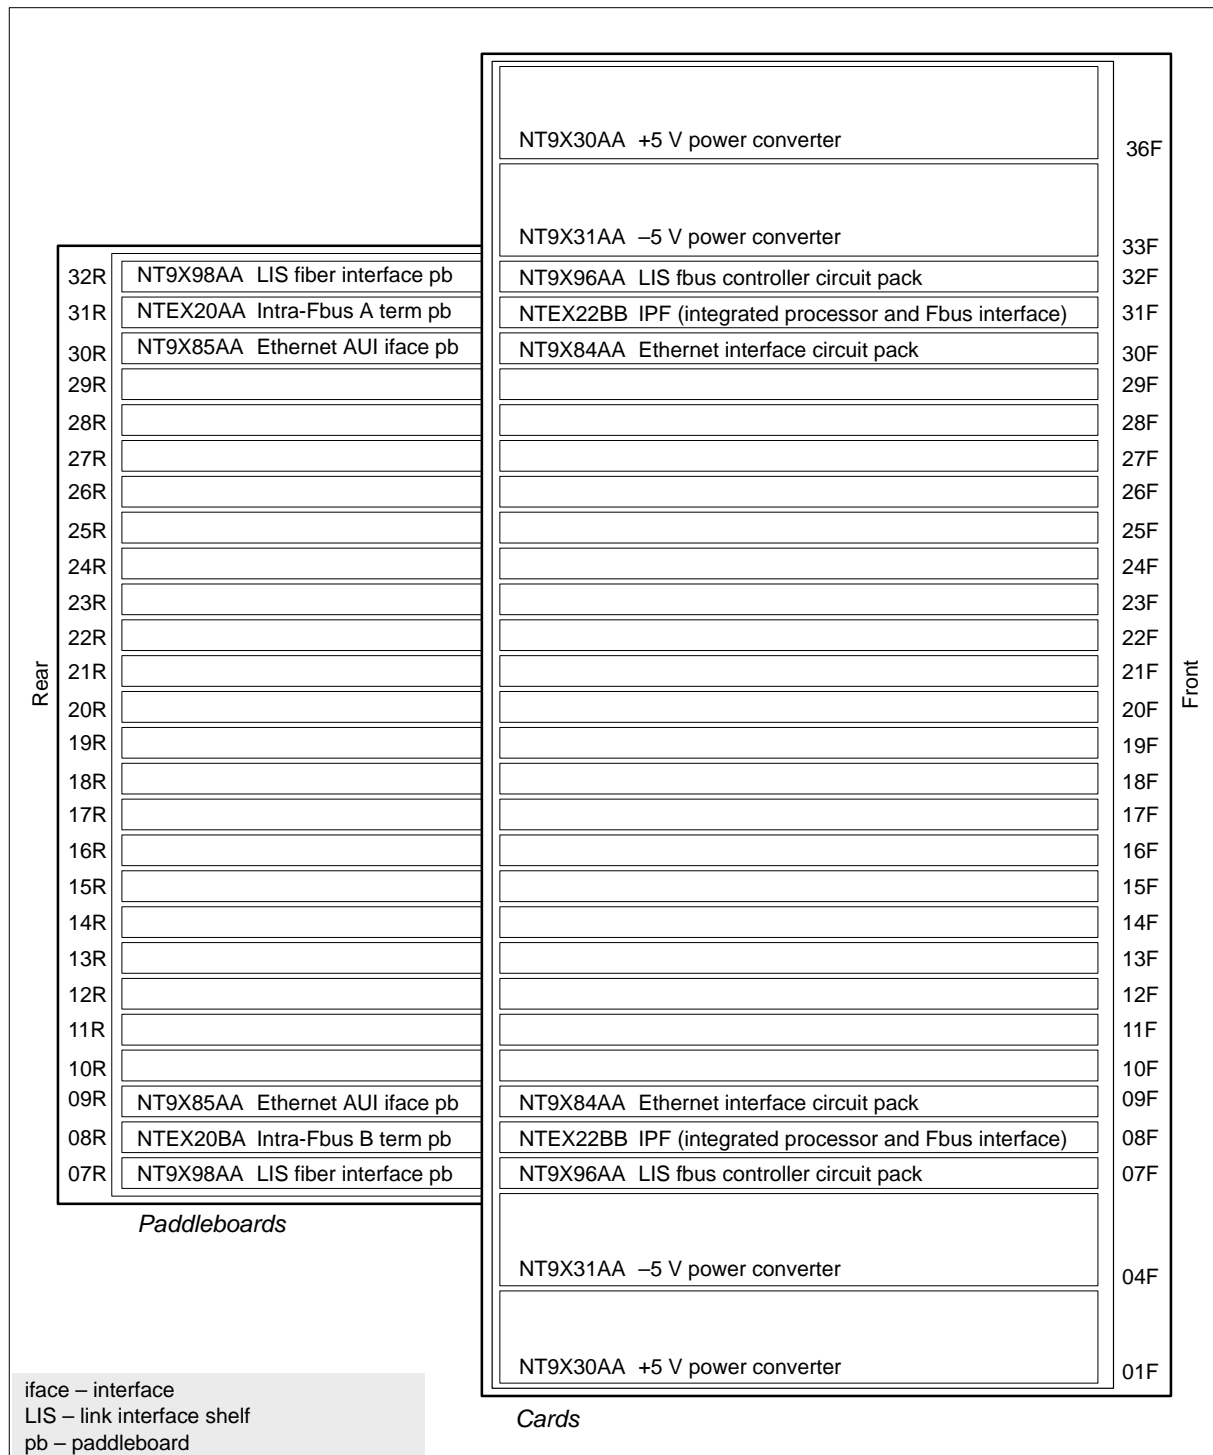 NT9X30AA +5 V power converter 36F
NT9X31AA –5 V power converter 33F
32R NT9X98AA LIS fiber interface pb NT9X96AA LIS fbus controller circuit pack 32F
31R NTEX20AA Intra-Fbus A term pb NTEX22BB IPF (integrated processor and Fbus interface) 31F
30R NT9X85AA Ethernet AUI iface pb NT9X84AA Ethernet interface circuit pack 30F
29R 29F
28R 28F
27R 27F
26R 26F
25R 25F
24R 24F
23R 23F
22R 22F
Rear 21R 21F Front
20R 20F
19R 19F
18R 18F
17R 17F
16R 16F
15R 15F
14R 14F
13R 13F
12R 12F
11R 11F
10R 10F
09R NT9X85AA Ethernet AUI iface pb NT9X84AA Ethernet interface circuit pack 09F
08R NTEX20BA Intra-Fbus B term pb NTEX22BB IPF (integrated processor and Fbus interface) 08F
07R NT9X98AA LIS fiber interface pb NT9X96AA LIS fbus controller circuit pack 07F
Paddleboards
NT9X31AA –5 V power converter 04F
NT9X30AA +5 V power converter 01F
Cards
iface – interface
LIS – link interface shelf
pb – paddleboard